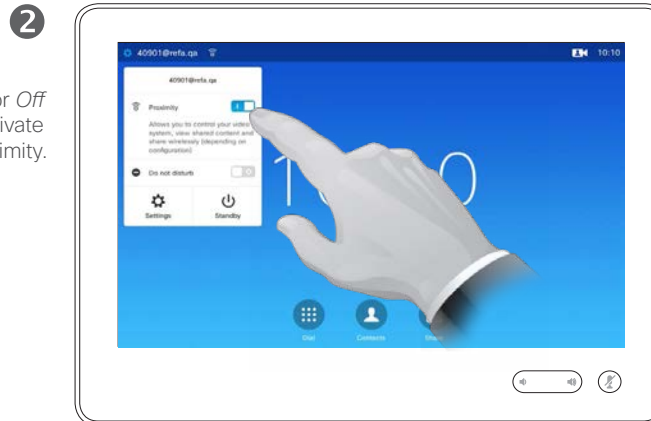 2
or Off
ivate
imity.
40901@refa.qa 10:10
40901@refa.qa
Proximity
Allows you to control your video
system, view shared content and
share wirelessly (depending on
configuration)
Do not disturb
Settings Standby
Dial Contacts